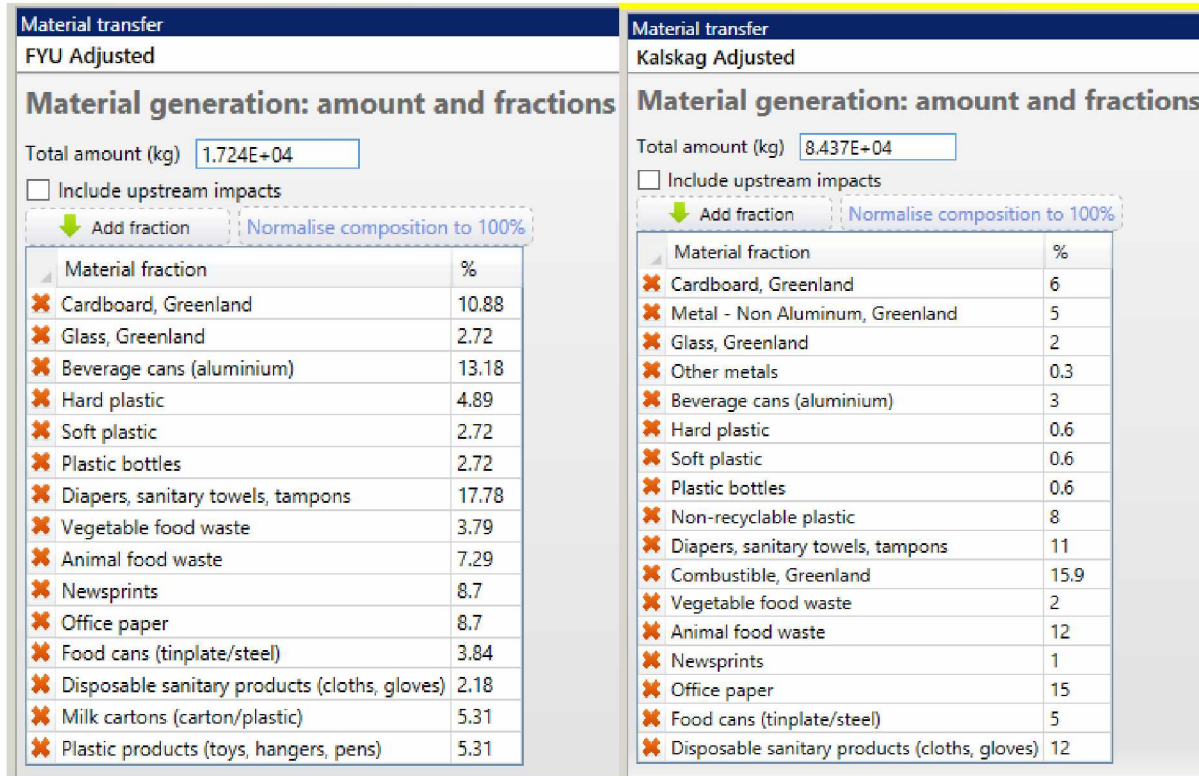 Material transfer
FYU Adjusted
Material generation: amount and fractions
Total amount (kg) 1.724E+04
Include upstream impacts
Add fraction Normalise composition to 100%
Material fraction %
Cardboard, Greenland 10.88
Glass, Greenland 2.72
Beverage cans (aluminium) 13.18
Hard plastic 4.89
Soft plastic 2.72
Plastic bottles 2.72
Diapers, sanitary towels, tampons 17.78
Vegetable food waste 3.79
Animal food waste 7.29
Newsprints 8.7
Office paper 8.7
Food cans (tinplate/steel) 3.84
Disposable sanitary products (cloths, gloves) 2.18
Milk cartons (carton/plastic) 5.31
Plastic products (toys, hangers, pens) 5.31
Material transfer
Kalskag Adjusted
Material generation: amount and fractions
Total amount (kg) 8.437E+04
Include upstream impacts
Add fraction Normalise composition to 100%
Material fraction %
Cardboard, Greenland 6
Metal - Non Aluminum, Greenland 5
Glass, Greenland 2
Other metals 0.3
Beverage cans (aluminium) 3
Hard plastic 0.6
Soft plastic 0.6
Plastic bottles 0.6
Non-recyclable plastic 8
Diapers, sanitary towels, tampons 11
Combustible, Greenland 15.9
Vegetable food waste 2
Animal food waste 12
Newsprints 1
Office paper 15
Food cans (tinplate/steel) 5
Disposable sanitary products (cloths, gloves) 12